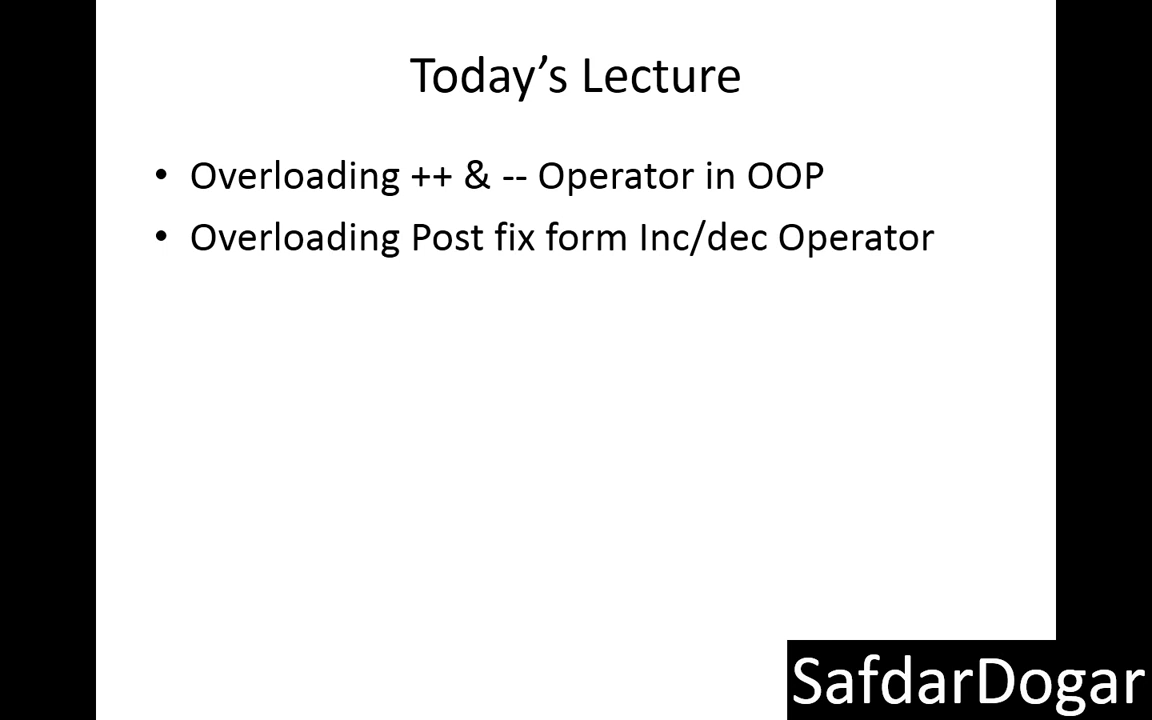 Today’s Lecture
• Overloading ++ & -- Operator in OOP
• Overloading Post fix form Inc/dec Operator
SafdarDogar